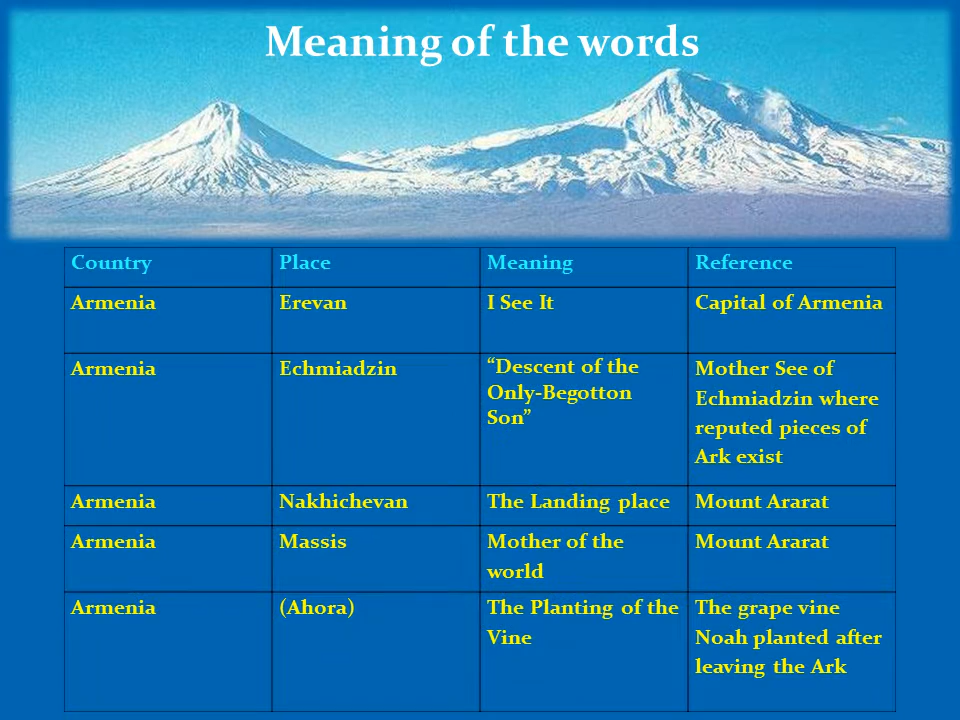 Meaning of the words
Country Place Meaning Reference
Armenia Erevan I See It Capital of Armenia
Armenia Echmiadzin “Descent of the
Only-Begotton
Son”
Mother See of
Echmiadzin where
reputed pieces of
Ark exist
Armenia Nakhichevan The Landing place Mount Ararat
Armenia Massis Mother of the
world
Mount Ararat
Armenia (Ahora) The Planting of the
Vine
The grape vine
Noah planted after
leaving the Ark